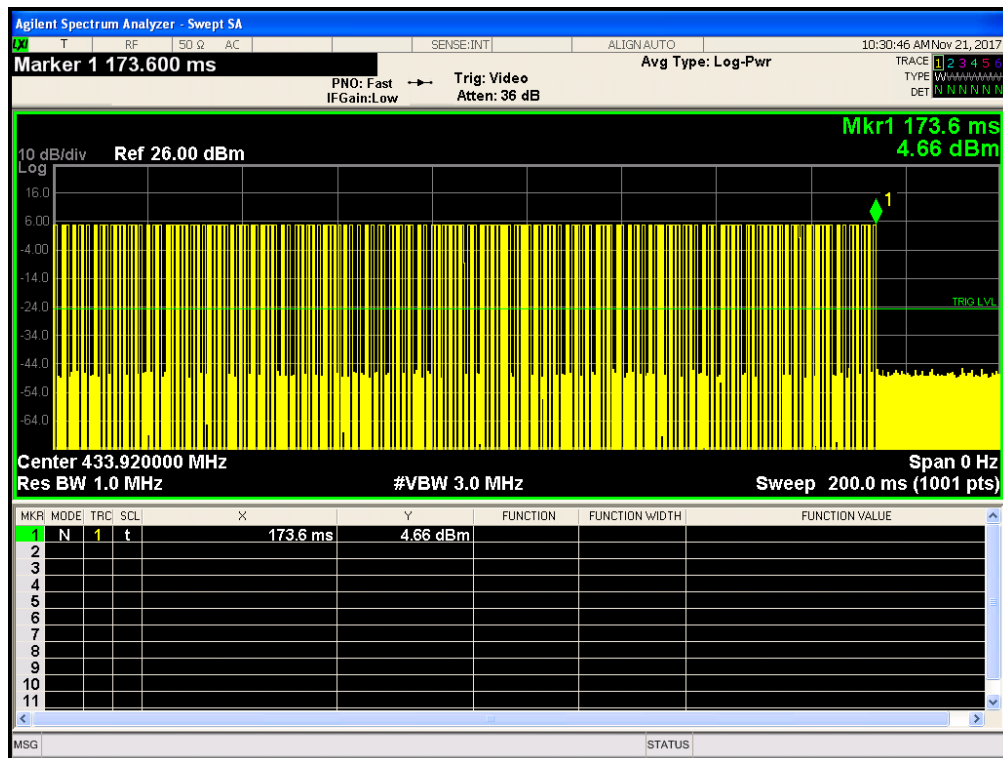 Agilent Spectrum Analyzer - Swept SA
LXI T RF 50 Ω AC SENSE:INT ALIGN AUTO 10:30:46 AM Nov 21, 2017
Marker 1 173.600 ms
PNO: Fast
IFGain:Low
Trig: Video
Atten: 36 dB
Avg Type: Log-Pwr
TRACE 1 2 3 4 5 6
TYPE WWWWWW
DET N N N N N N
Mkr1 173.6 ms
4.66 dBm
10 dB/div Ref 26.00 dBm
Log
16.0
1
6.00
-4.00
-14.0
-24.0
TRIG LVL
-34.0
-44.0
-54.0
-64.0
Center 433.920000 MHz Span 0 Hz
Res BW 1.0 MHz #VBW 3.0 MHz Sweep 200.0 ms (1001 pts)
MKR MODE TRC SCL X Y FUNCTION FUNCTION WIDTH FUNCTION VALUE
1 N 1 t 173.6 ms 4.66 dBm
2
3
4
5
6
7
8
9
10
11
MSG STATUS